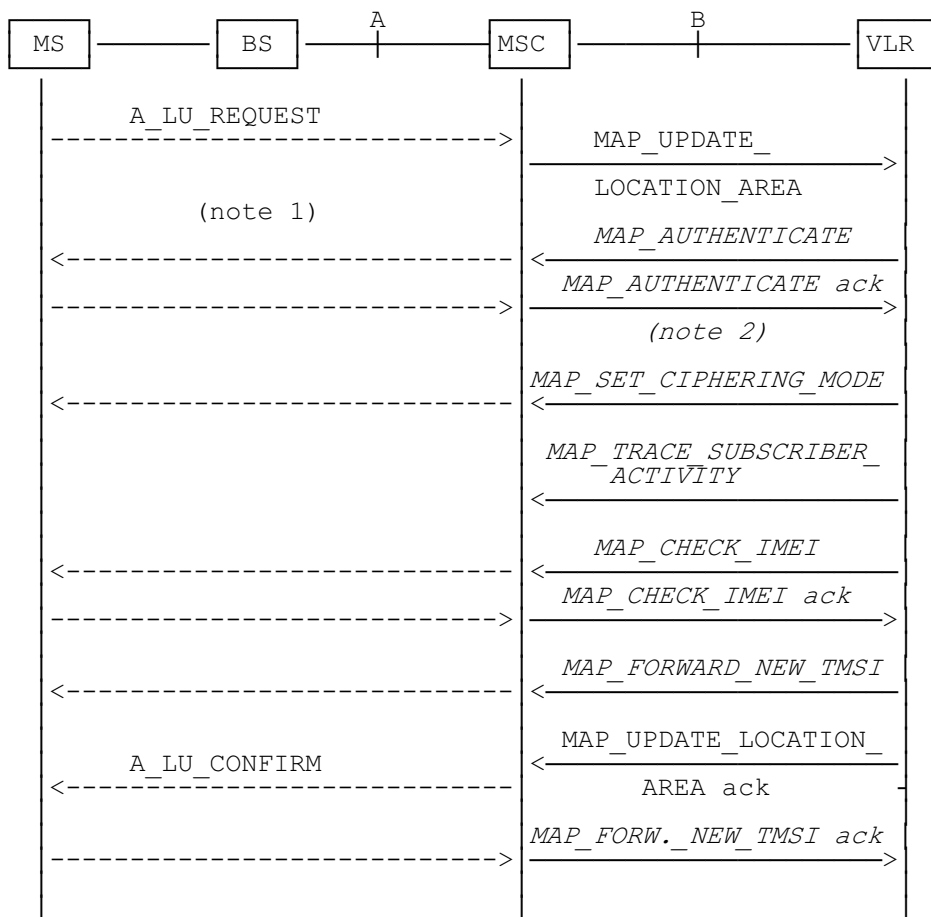 A B
MS BS MSC VLR
A_LU_REQUEST
MAP_UPDATE_
LOCATION_AREA
(note 1)
MAP_AUTHENTICATE
MAP_AUTHENTICATE ack
(note 2)
MAP_SET_CIPHERING_MODE
MAP_TRACE_SUBSCRIBER_
ACTIVITY
MAP_CHECK_IMEI
MAP_CHECK_IMEI ack
MAP_FORWARD_NEW_TMSI
MAP_UPDATE_LOCATION_
A_LU_CONFIRM
AREA ack
MAP_FORW._NEW_TMSI ack